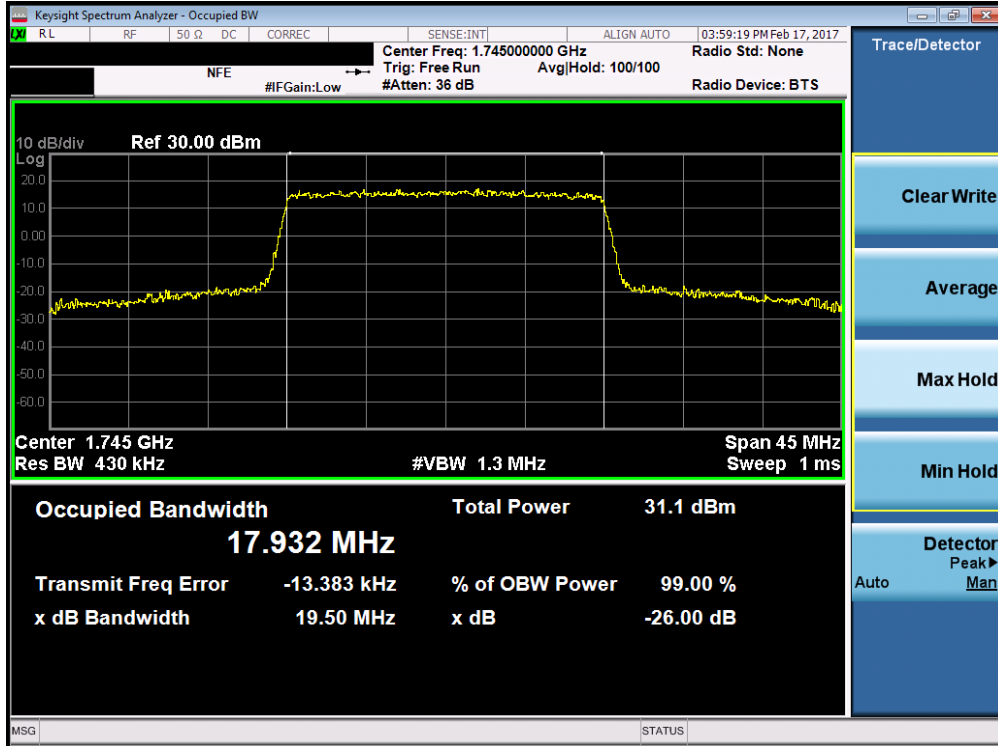 Keysight Spectrum Analyzer - Occupied BW
LXI RL RF 50 Ω DC CORREC SENSE:INT ALIGN AUTO 03:59:19 PM Feb 17, 2017
Center Freq: 1.745000000 GHz Radio Std: None
NFE Trig: Free Run Avg|Hold: 100/100
#IFGain:Low #Atten: 36 dB Radio Device: BTS
Trace/Detector
10 dB/div Ref 30.00 dBm
Log
20.0
10.0
0.00
-10.0
-20.0
-30.0
-40.0
-50.0
-60.0
Center 1.745 GHz Span 45 MHz
Res BW 430 kHz #VBW 1.3 MHz Sweep 1 ms
Occupied Bandwidth Total Power 31.1 dBm
17.932 MHz
Transmit Freq Error -13.383 kHz % of OBW Power 99.00 %
x dB Bandwidth 19.50 MHz x dB -26.00 dB
Clear Write
Average
Max Hold
Min Hold
Detector
Peak▶
Auto Man
MSG STATUS